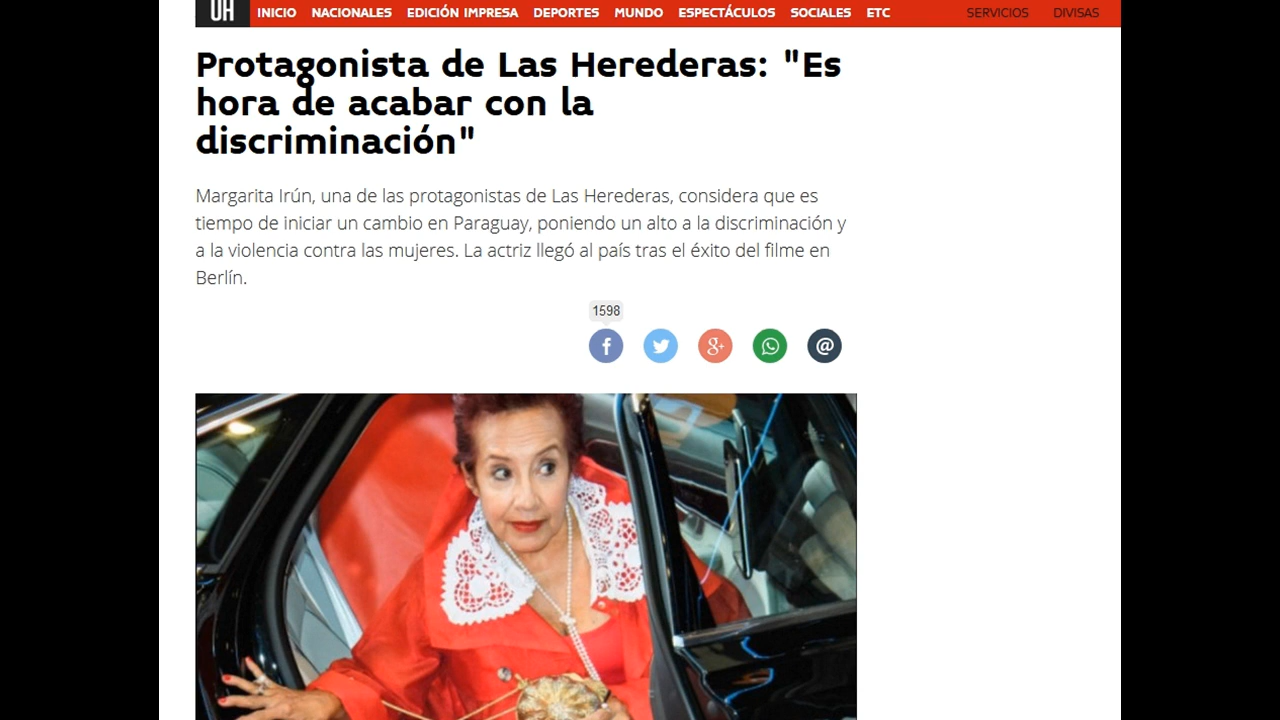 UH INICIO NACIONALES EDICIÓN IMPRESA DEPORTES MUNDO ESPECTÁCULOS SOCIALES ETC SERVICIOS DIVISAS
Protagonista de Las Herederas: "Es
hora de acabar con la
discriminación"
Margarita Irún, una de las protagonistas de Las Herederas, considera que es
tiempo de iniciar un cambio en Paraguay, poniendo un alto a la discriminación y
a la violencia contra las mujeres. La actriz llegó al país tras el éxito del filme en
Berlín.
1598